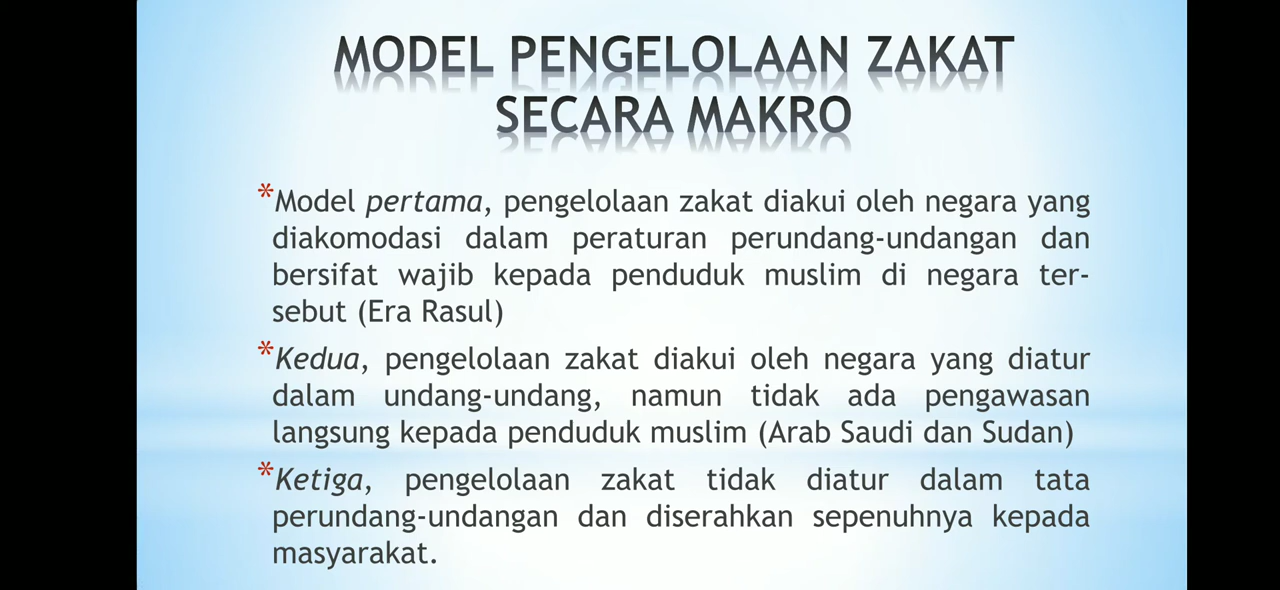 MODEL PENGELOLAAN ZAKAT
SECARA MAKRO
*Model pertama, pengelolaan zakat diakui oleh negara yang
diakomodasi dalam peraturan perundang-undangan dan
bersifat wajib kepada penduduk muslim di negara ter-
sebut (Era Rasul)
*Kedua, pengelolaan zakat diakui oleh negara yang diatur
dalam undang-undang, namun tidak ada pengawasan
langsung kepada penduduk muslim (Arab Saudi dan Sudan)
*Ketiga, pengelolaan zakat tidak diatur dalam tata
perundang-undangan dan diserahkan sepenuhnya kepada
masyarakat.